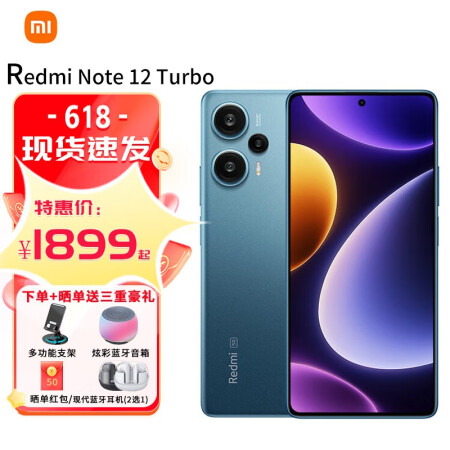 mi
Redmi Note 12 Turbo
- 618 -
现货速发
特惠价：
¥1899起
下单+晒单送三重豪礼
多功能支架 炫彩蓝牙音箱
50
晒单红包/现代蓝牙耳机(2选1)
Redmi 5G